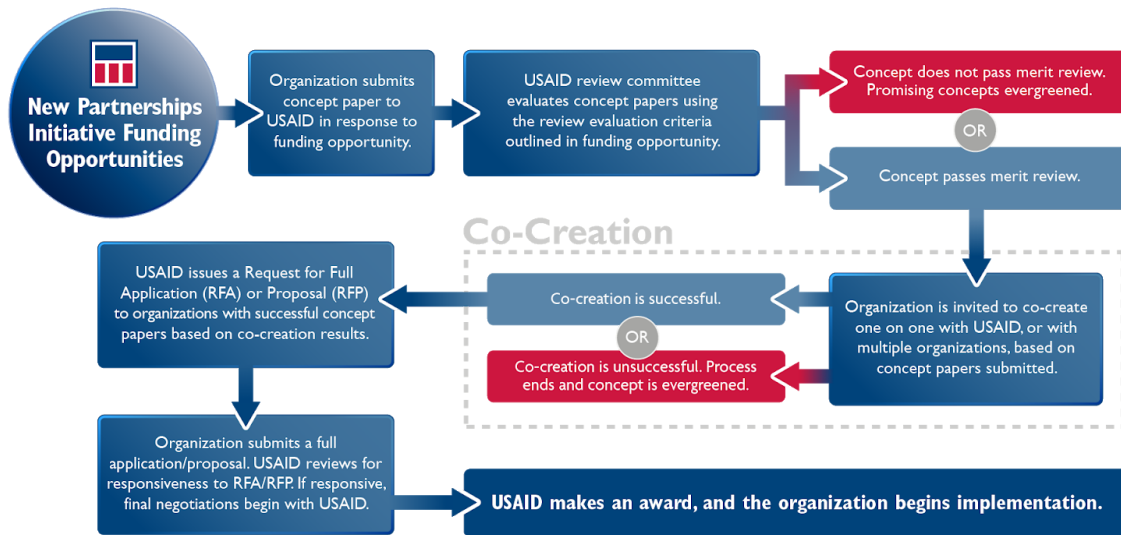 New Partnerships
Initiative Funding
Opportunities
Organization submits
concept paper to
USAID in response to
funding opportunity.
USAID review committee
evaluates concept papers using
the review evaluation criteria
outlined in funding opportunity.
Concept does not pass merit review.
Promising concepts evergreened.
OR
Concept passes merit review.
Co-Creation
Organization is invited to co-create
one on one with USAID, or with
multiple organizations, based on
concept papers submitted.
Co-creation is successful.
OR
Co-creation is unsuccessful. Process
ends and concept is evergreened.
USAID issues a Request for Full
Application (RFA) or Proposal (RFP)
to organizations with successful concept
papers based on co-creation results.
Organization submits a full
application/proposal. USAID reviews for
responsiveness to RFA/RFP. If responsive,
final negotiations begin with USAID.
USAID makes an award, and the organization begins implementation.